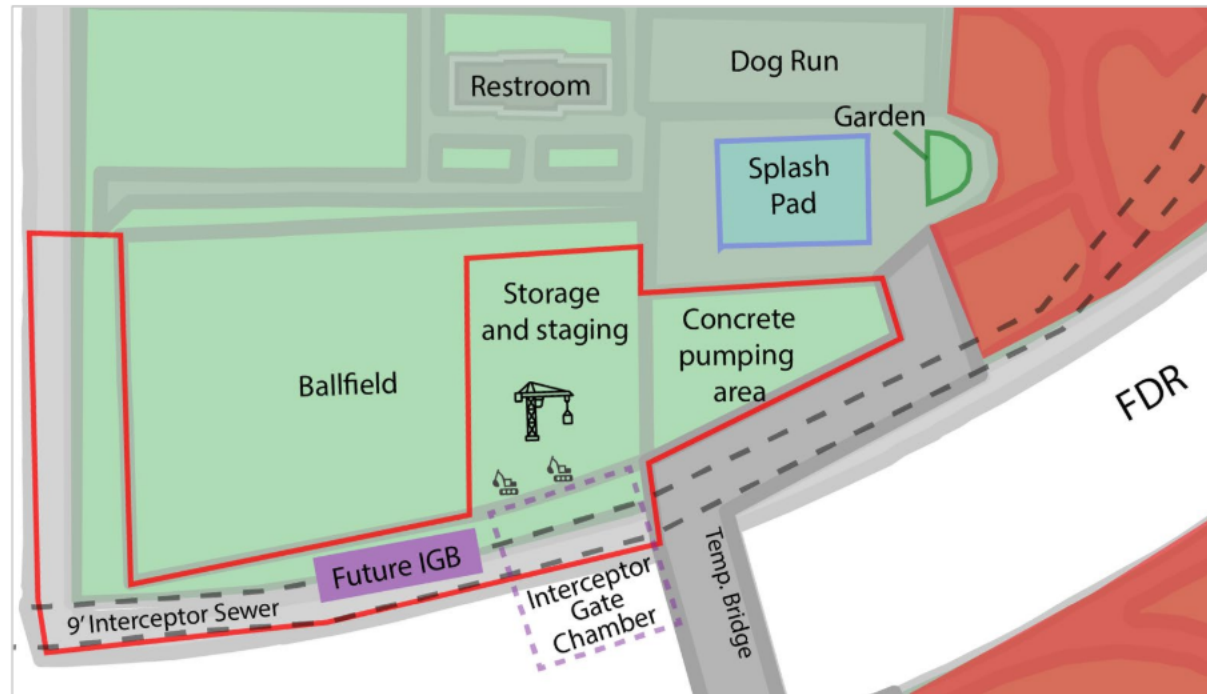 Restroom
Dog Run
Garden
Splash
Pad
Storage
and staging
Concrete
pumping
area
Ballfield
FDR
Future IGB
Interceptor
Gate
Chamber
Temp. Bridge
9' Interceptor Sewer